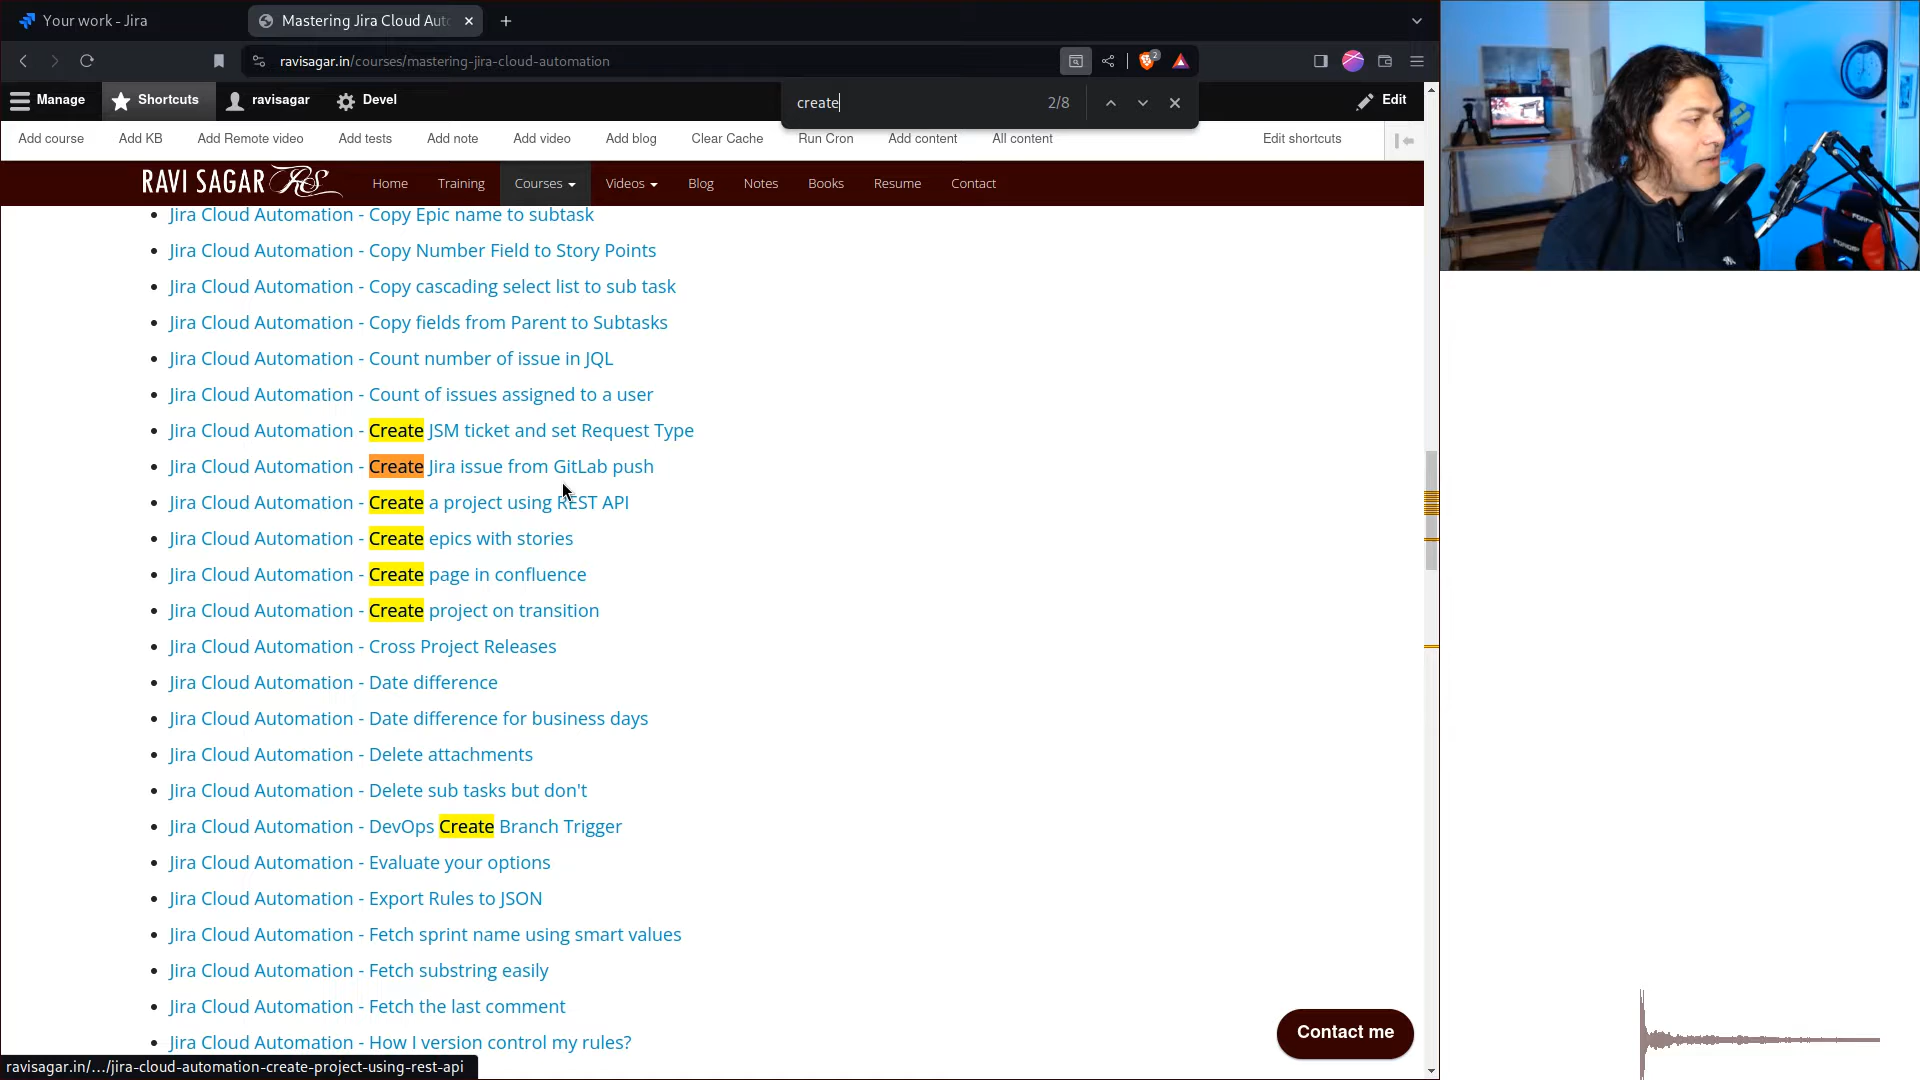 Your work - Jira
Mastering Jira Cloud Aut
ravisagar.in/courses/mastering-jira-cloud-automation
2
Manage
Shortcuts
ravisagar
Devel
create
2/8
Edit
Add course
Add KB
Add Remote video
Add tests
Add note
Add video
Add blog
Clear Cache
Run Cron
Add content
All content
Edit shortcuts
RAVI SAGAR RS
Home
Training
Courses
Videos
Blog
Notes
Books
Resume
Contact
Jira Cloud Automation - Copy Epic name to subtask
Jira Cloud Automation - Copy Number Field to Story Points
Jira Cloud Automation - Copy cascading select list to sub task
Jira Cloud Automation - Copy fields from Parent to Subtasks
Jira Cloud Automation - Count number of issue in JQL
Jira Cloud Automation - Count of issues assigned to a user
Jira Cloud Automation - Create JSM ticket and set Request Type
Jira Cloud Automation - Create Jira issue from GitLab push
Jira Cloud Automation - Create a project using REST API
Jira Cloud Automation - Create epics with stories
Jira Cloud Automation - Create page in confluence
Jira Cloud Automation - Create project on transition
Jira Cloud Automation - Cross Project Releases
Jira Cloud Automation - Date difference
Jira Cloud Automation - Date difference for business days
Jira Cloud Automation - Delete attachments
Jira Cloud Automation - Delete sub tasks but don't
Jira Cloud Automation - DevOps Create Branch Trigger
Jira Cloud Automation - Evaluate your options
Jira Cloud Automation - Export Rules to JSON
Jira Cloud Automation - Fetch sprint name using smart values
Jira Cloud Automation - Fetch substring easily
Jira Cloud Automation - Fetch the last comment
Jira Cloud Automation - How I version control my rules?
Contact me
ravisagar.in/.../jira-cloud-automation-create-project-using-rest-api